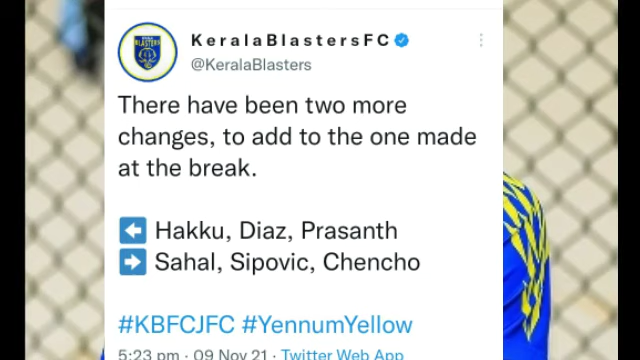 KeralaBlastersFC
@KeralaBlasters
There have been two more
changes, to add to the one made
at the break.
⬅️ Hakku, Diaz, Prasanth
➡️ Sahal, Sipovic, Chencho
#KBFCJFC #YennumYellow
5:23 pm · 09 Nov 21 · Twitter Web App